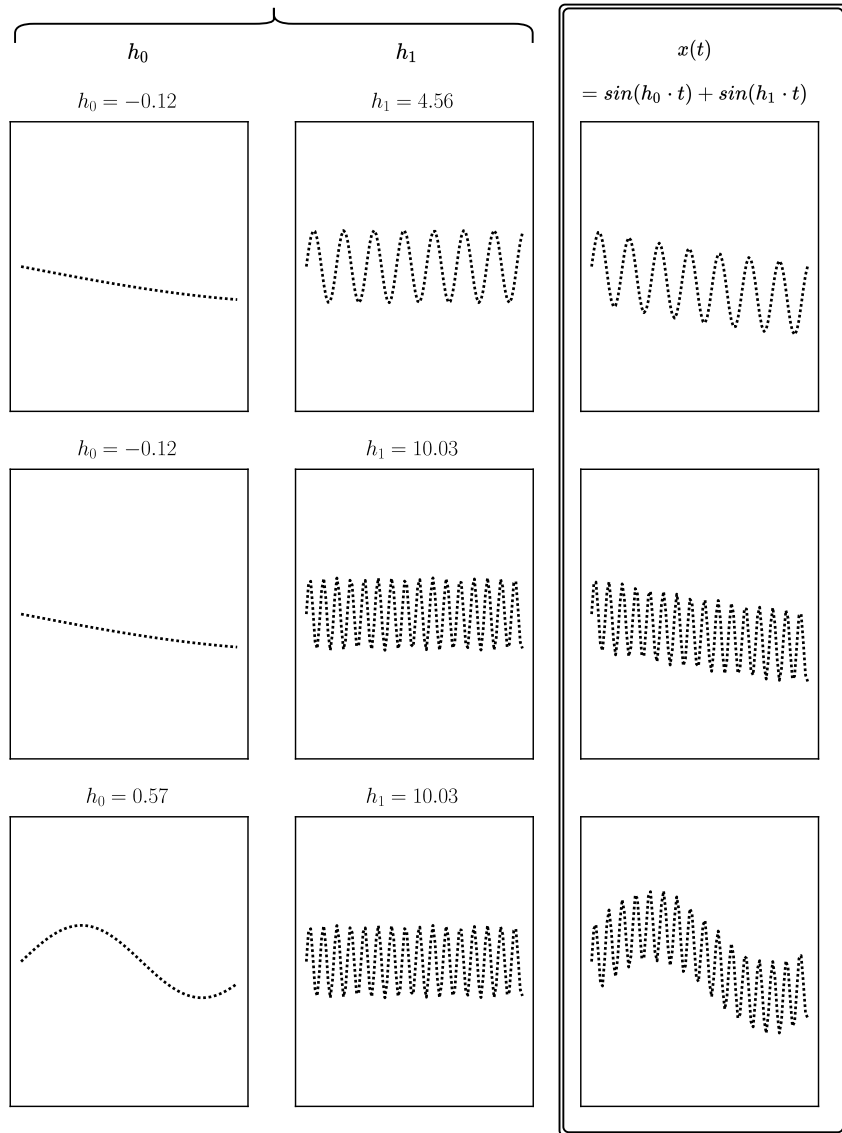 h₀ h₁ x(t)
= sin(h₀ · t) + sin(h₁ · t)
h₀ = −0.12 h₁ = 4.56
h₀ = −0.12 h₁ = 10.03
h₀ = 0.57 h₁ = 10.03